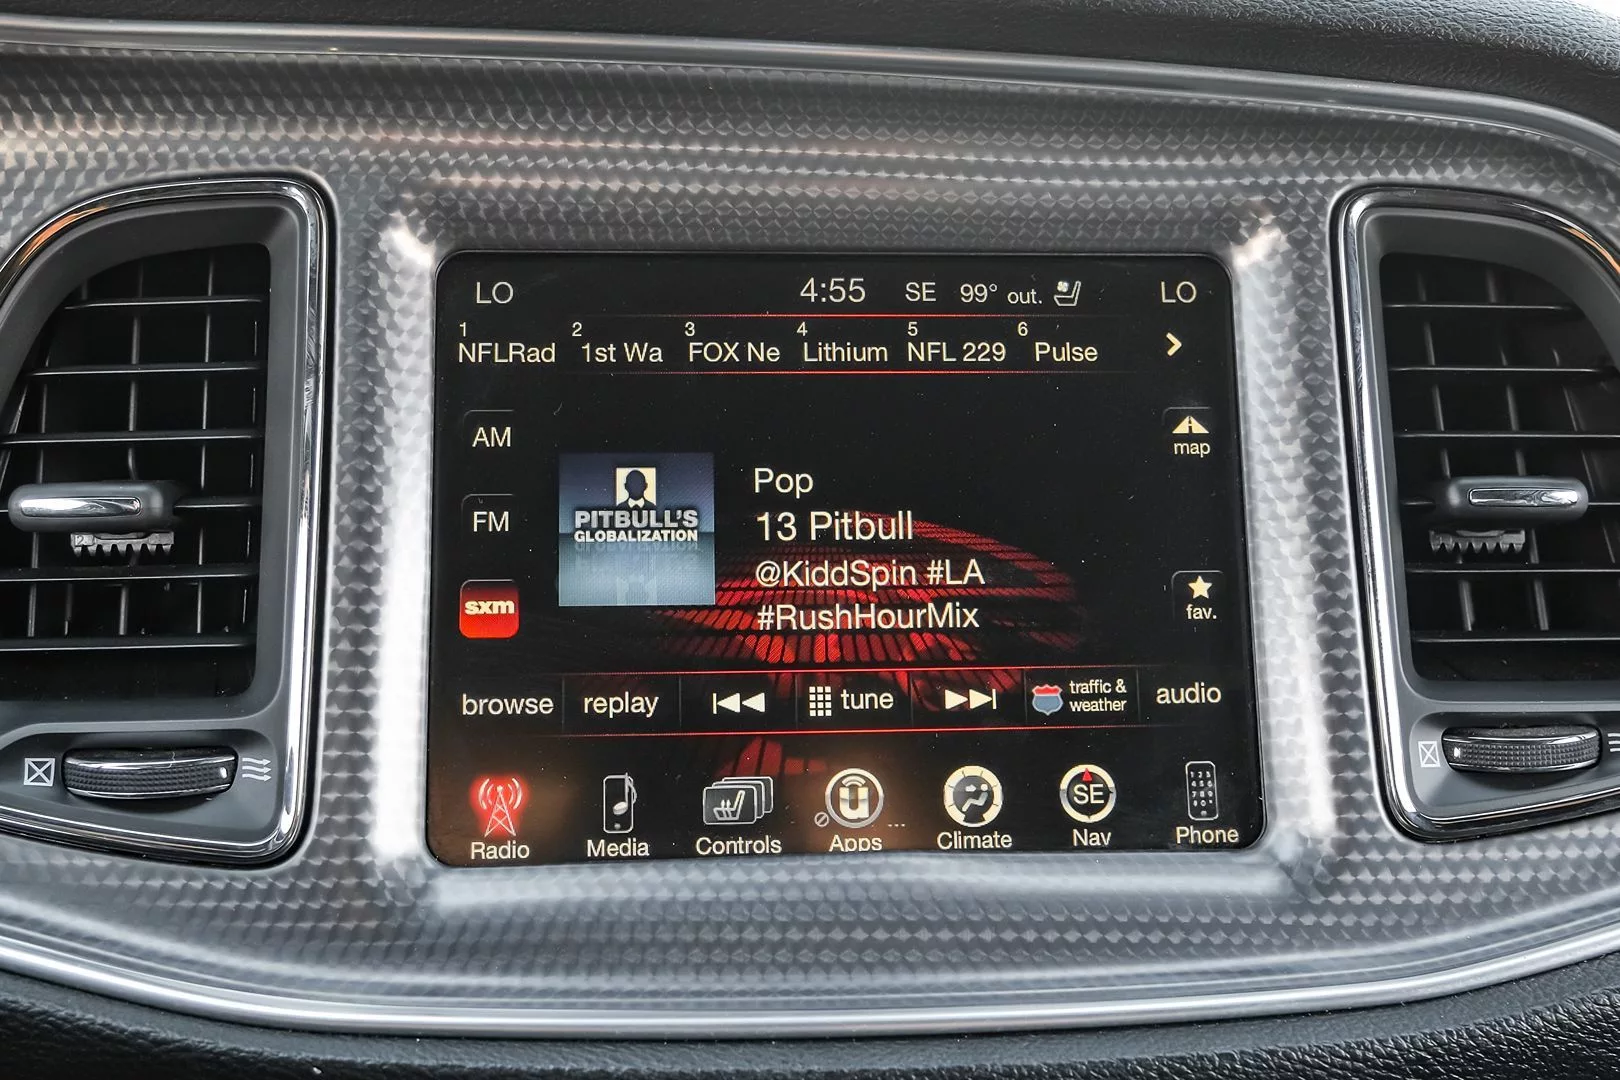 LO 4:55 SE 99° out. LO
1 2 3 4 5 6
NFLRad 1st Wa FOX Ne Lithium NFL 229 Pulse
AM
map
PITBULL'S
GLOBALIZATION
Pop
13 Pitbull
@KiddSpin #LA
#RushHourMix
FM
sxm
fav.
browse replay tune traffic &
weather audio
SE
Radio Media Controls Apps Climate Nav Phone